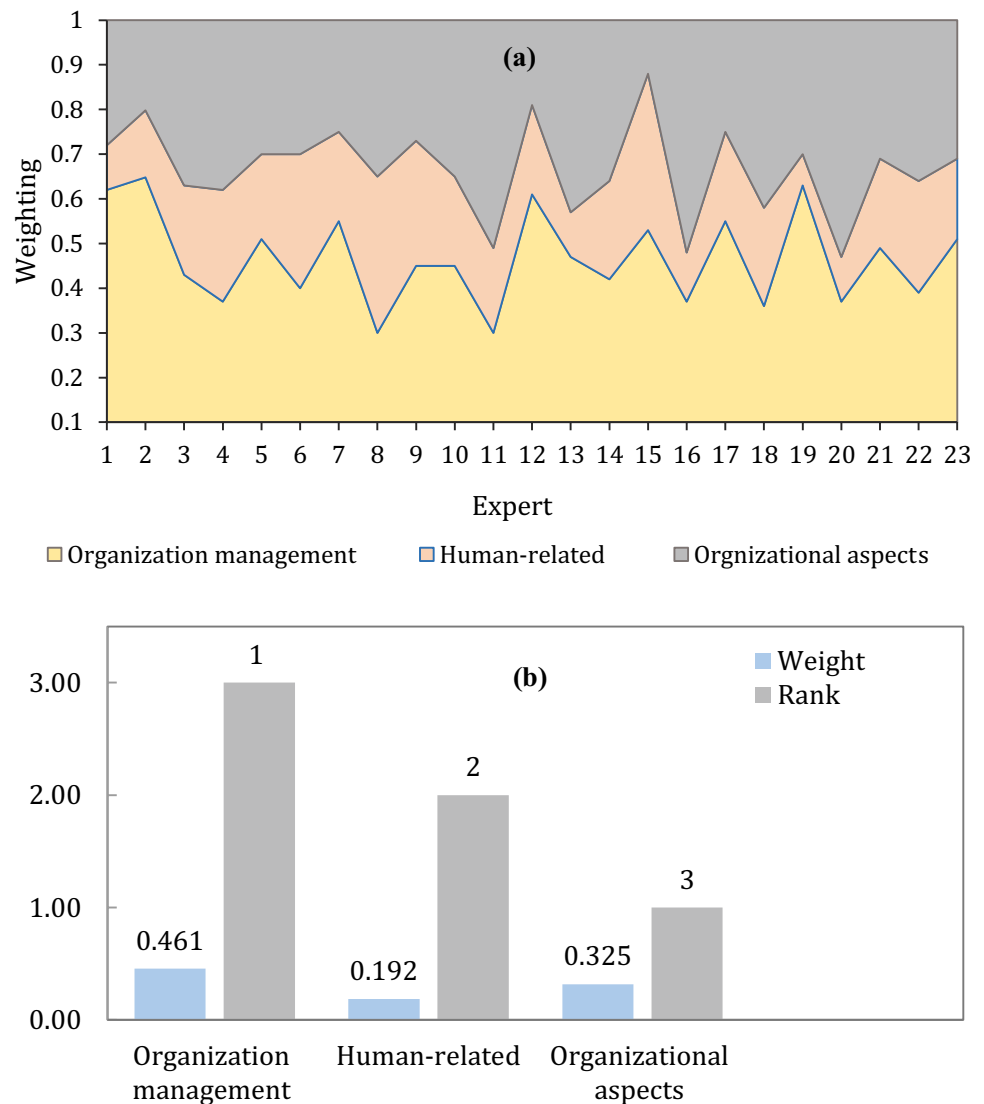 1
(a)
0.9
0.8
0.7
0.6
0.5
0.4
0.3
0.2
0.1
Weighting
1 2 3 4 5 6 7 8 9 10 11 12 13 14 15 16 17 18 19 20 21 22 23
Expert
Organization management Human-related Orgnizational aspects
1
(b)
Weight
Rank
3.00
2
2.00
3
1.00
0.461
0.192
0.325
0.00
Organization management
Human-related
Organizational aspects